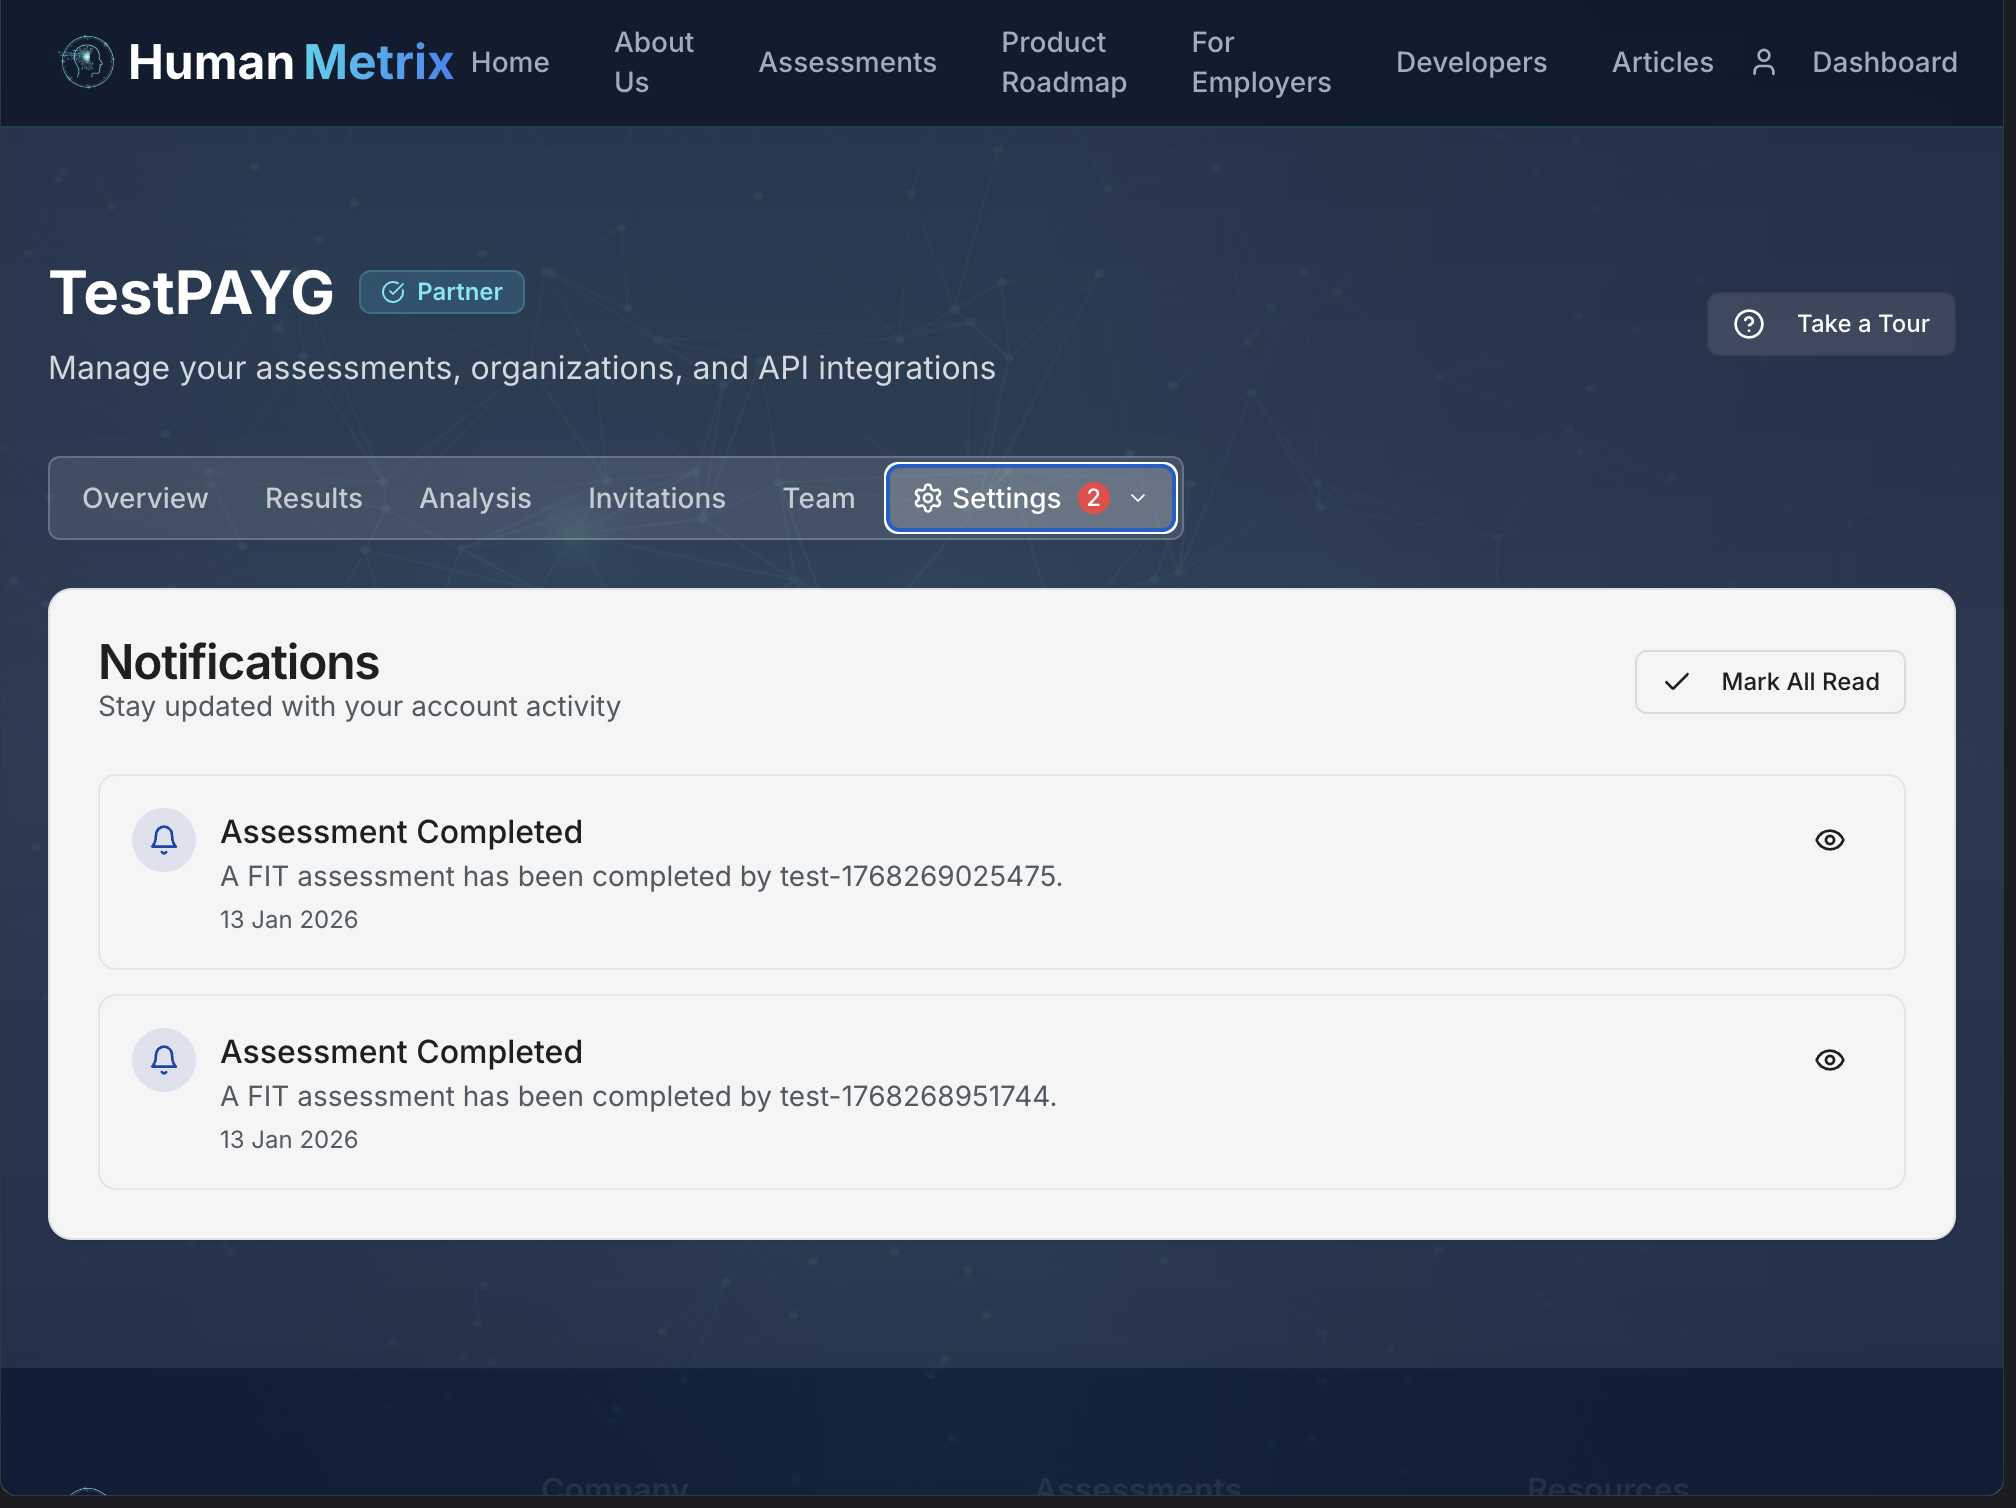 Human Metrix
Home
About
Us
Assessments
Product
Roadmap
For
Employers
Developers
Articles
Dashboard
TestPAYG
Partner
Manage your assessments, organizations, and API integrations
Take a Tour
Overview
Results
Analysis
Invitations
Team
Settings 2
Notifications
Stay updated with your account activity
Mark All Read
Assessment Completed
A FIT assessment has been completed by test-1768269025475.
13 Jan 2026
Assessment Completed
A FIT assessment has been completed by test-1768268951744.
13 Jan 2026
Company
Assessments
Resources